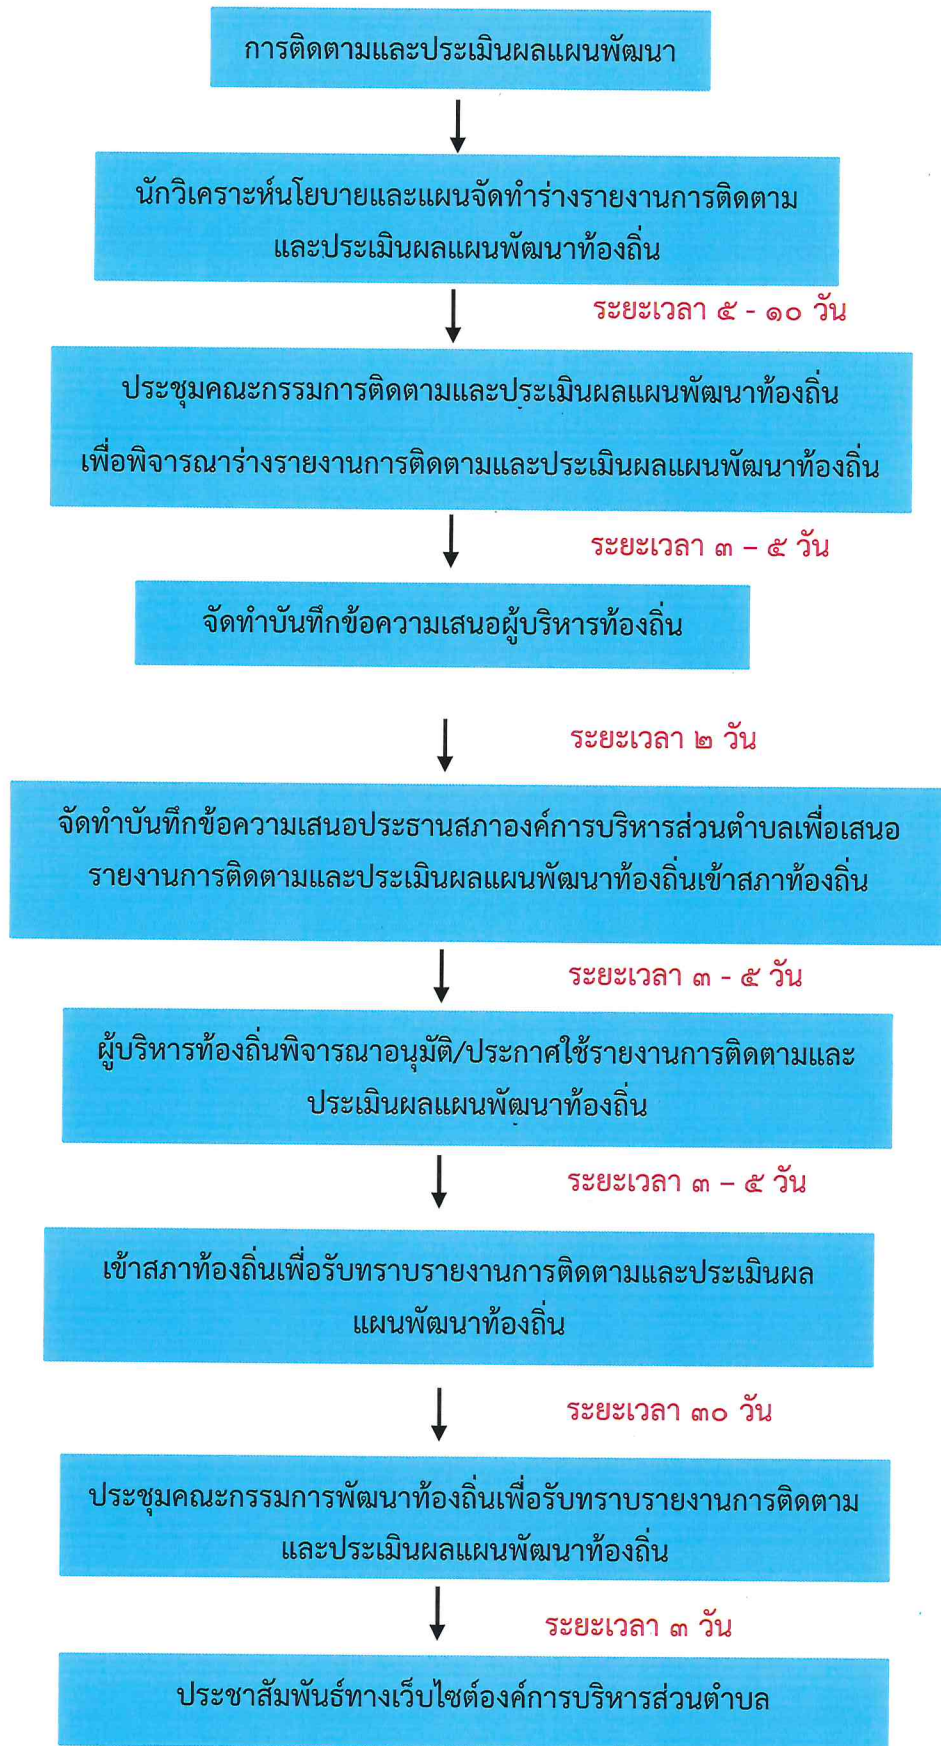 การติดตามและประเมินผลแผนพัฒนา
นักวิเคราะห์นโยบายและแผนจัดทำร่างรายงานการติดตาม
และประเมินผลแผนพัฒนาท้องถิ่น
ระยะเวลา ๕ - ๑๐ วัน
ประชุมคณะกรรมการติดตามและประเมินผลแผนพัฒนาท้องถิ่น
เพื่อพิจารณาร่างรายงานการติดตามและประเมินผลแผนพัฒนาท้องถิ่น
ระยะเวลา ๓ – ๕ วัน
จัดทำบันทึกข้อความเสนอผู้บริหารท้องถิ่น
ระยะเวลา ๒ วัน
จัดทำบันทึกข้อความเสนอประธานสภาองค์การบริหารส่วนตำบลเพื่อเสนอ
รายงานการติดตามและประเมินผลแผนพัฒนาท้องถิ่นเข้าสภาท้องถิ่น
ระยะเวลา ๓ - ๕ วัน
ผู้บริหารท้องถิ่นพิจารณาอนุมัติ/ประกาศใช้รายงานการติดตามและ
ประเมินผลแผนพัฒนาท้องถิ่น
ระยะเวลา ๓ – ๕ วัน
เข้าสภาท้องถิ่นเพื่อรับทราบรายงานการติดตามและประเมินผล
แผนพัฒนาท้องถิ่น
ระยะเวลา ๓๐ วัน
ประชุมคณะกรรมการพัฒนาท้องถิ่นเพื่อรับทราบรายงานการติดตาม
และประเมินผลแผนพัฒนาท้องถิ่น
ระยะเวลา ๓ วัน
ประชาสัมพันธ์ทางเว็บไซต์องค์การบริหารส่วนตำบล